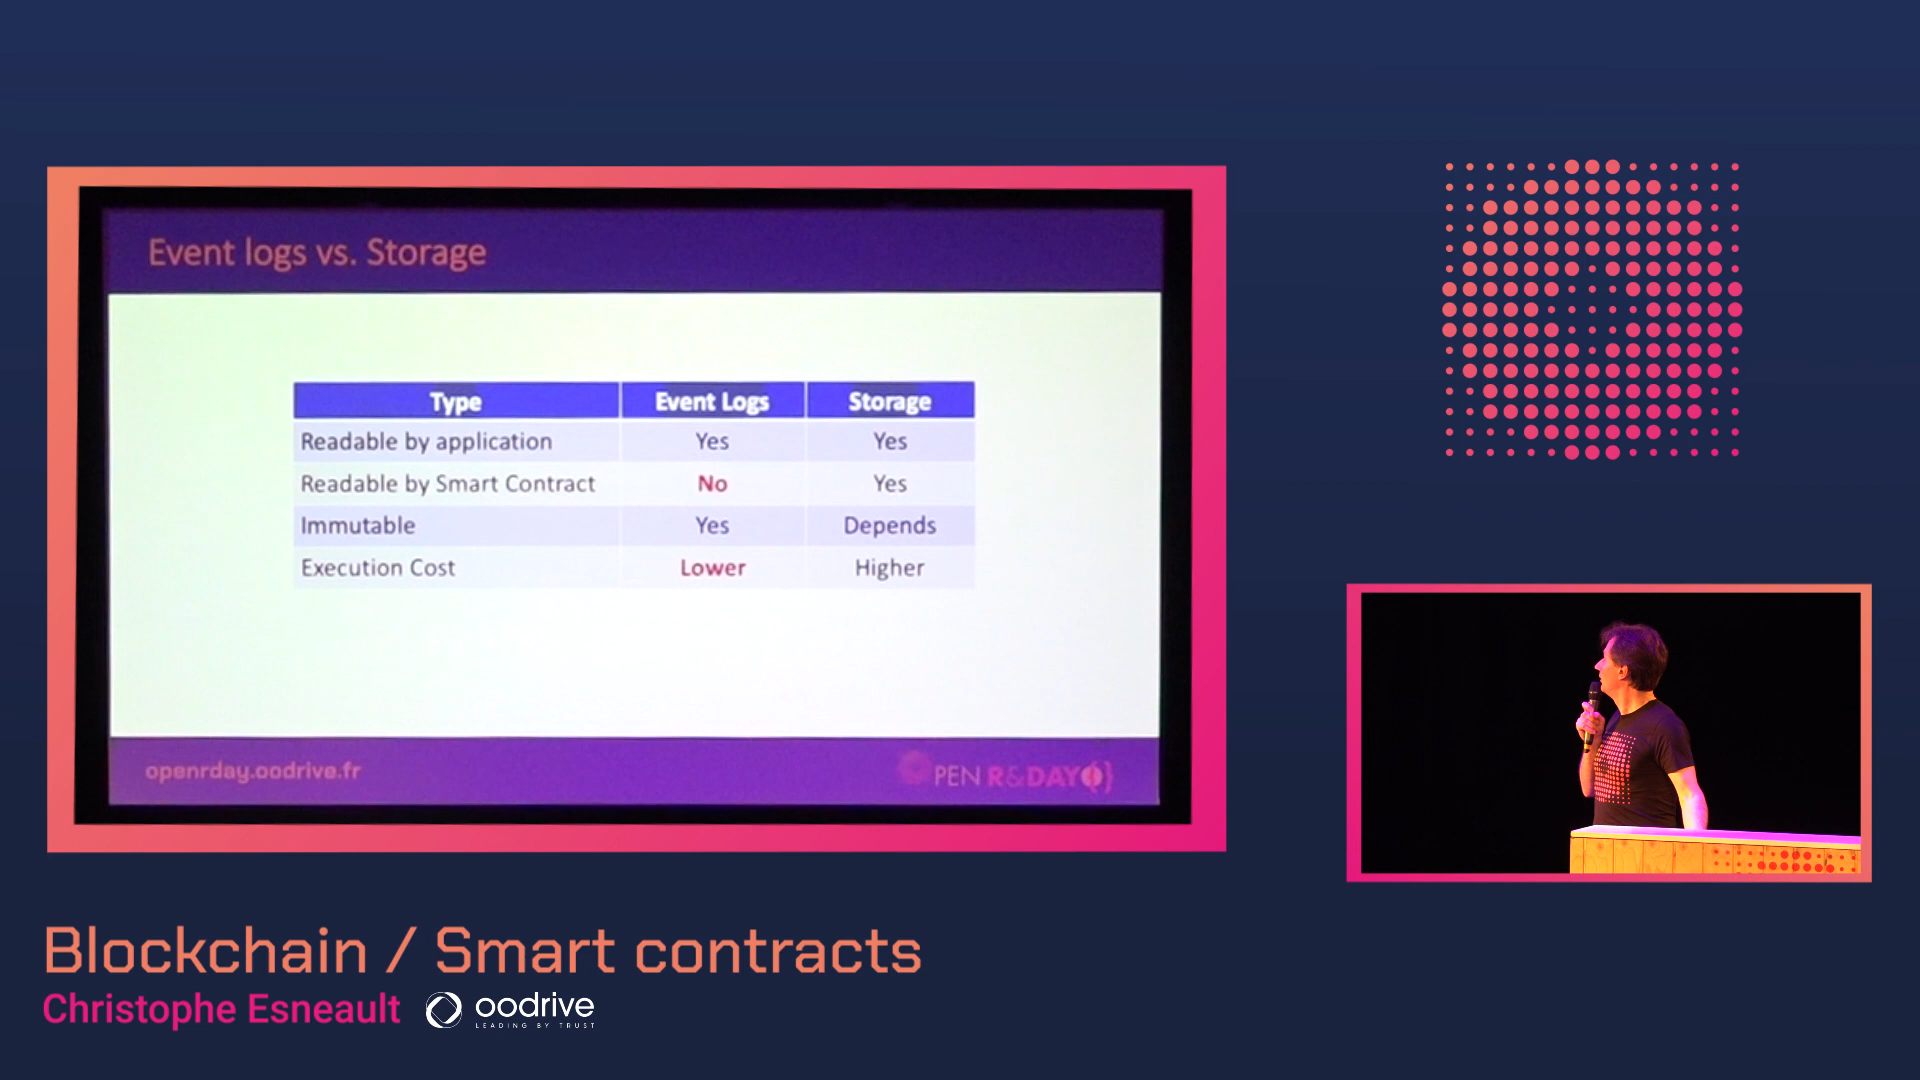 Event logs vs. Storage
Type Event Logs Storage
Readable by application Yes Yes
Readable by Smart Contract No Yes
Immutable Yes Depends
Execution Cost Lower Higher
openrday.oodrive.fr
PEN R&DAY{}
Blockchain / Smart contracts
Christophe Esneault
oodrive
LEADING BY TRUST